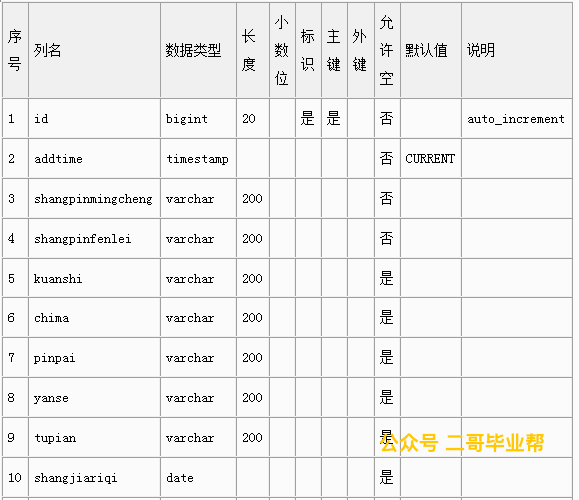 序号 列名 数据类型 长度 小数位 标识 主键 外键 允许空 默认值 说明
1 id bigint 20 是 是 否 auto_increment
2 addtime timestamp 否 CURRENT
3 shangpinmingcheng varchar 200 否
4 shangpinfenlei varchar 200 否
5 kuanshi varchar 200 是
6 chima varchar 200 是
7 pinpai varchar 200 是
8 yanse varchar 200 是
9 tupian varchar 200 是
公众号 二哥毕业帮
10 shangjiariqi date 是